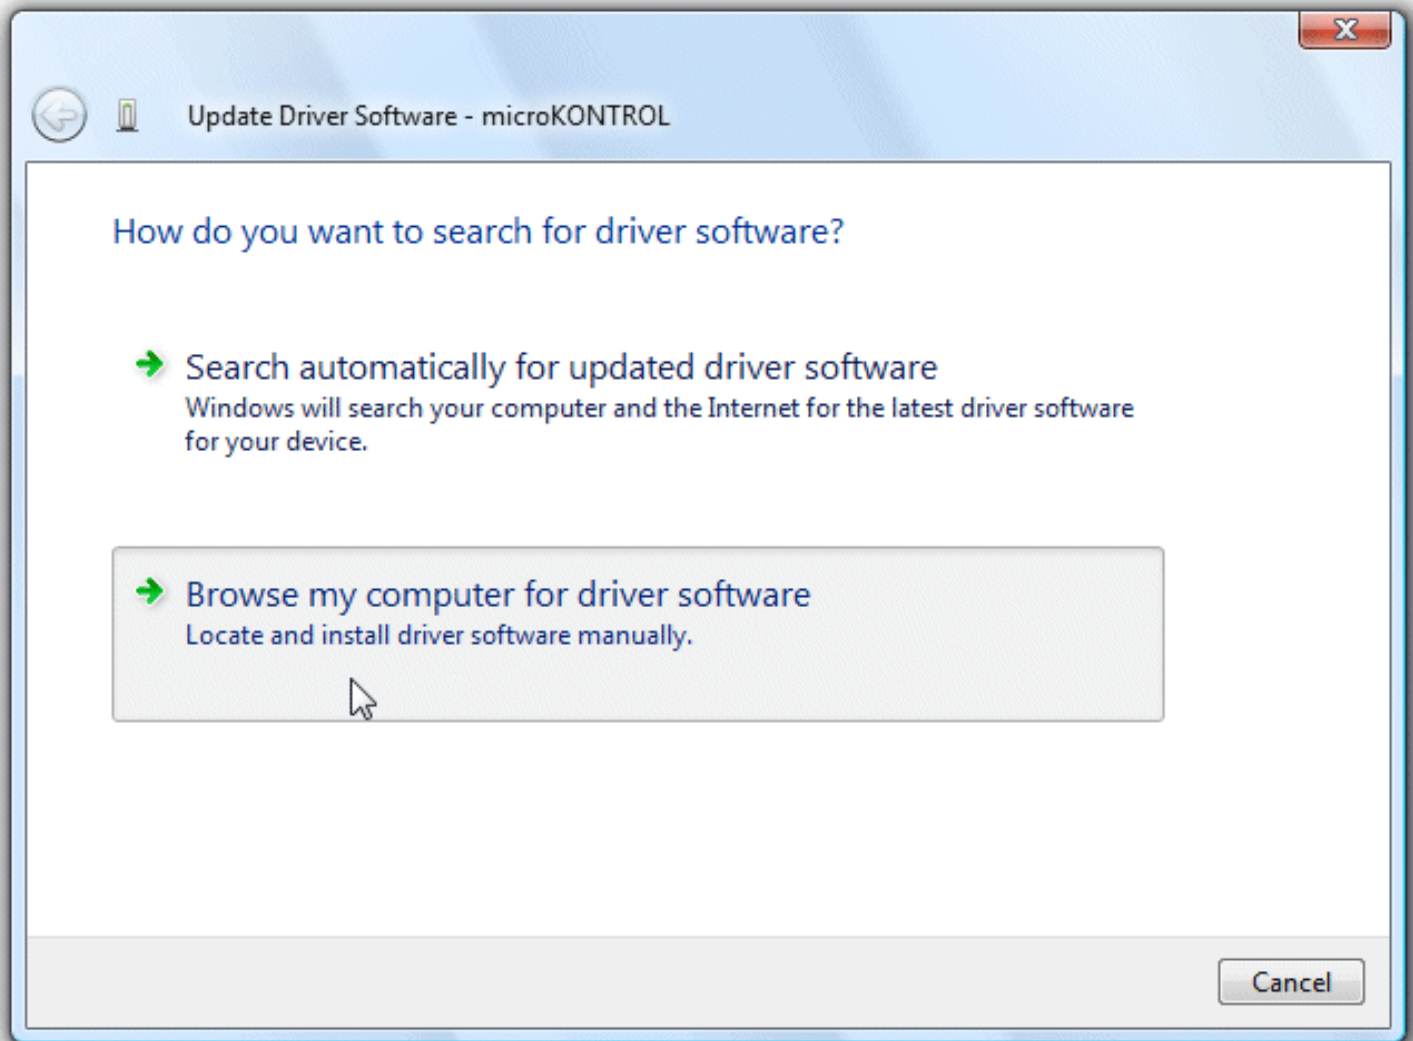 Update Driver Software - microKONTROL
How do you want to search for driver software?
Search automatically for updated driver software
Windows will search your computer and the Internet for the latest driver software
for your device.
Browse my computer for driver software
Locate and install driver software manually.
Cancel